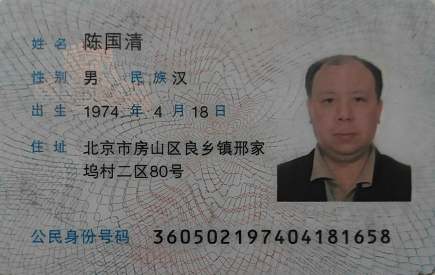 姓名 陈国清
性别 男 民族 汉
出生 1974 年 4 月 18 日
住址 北京市房山区良乡镇邢家
坞村二区80号
公民身份号码 360502197404181658